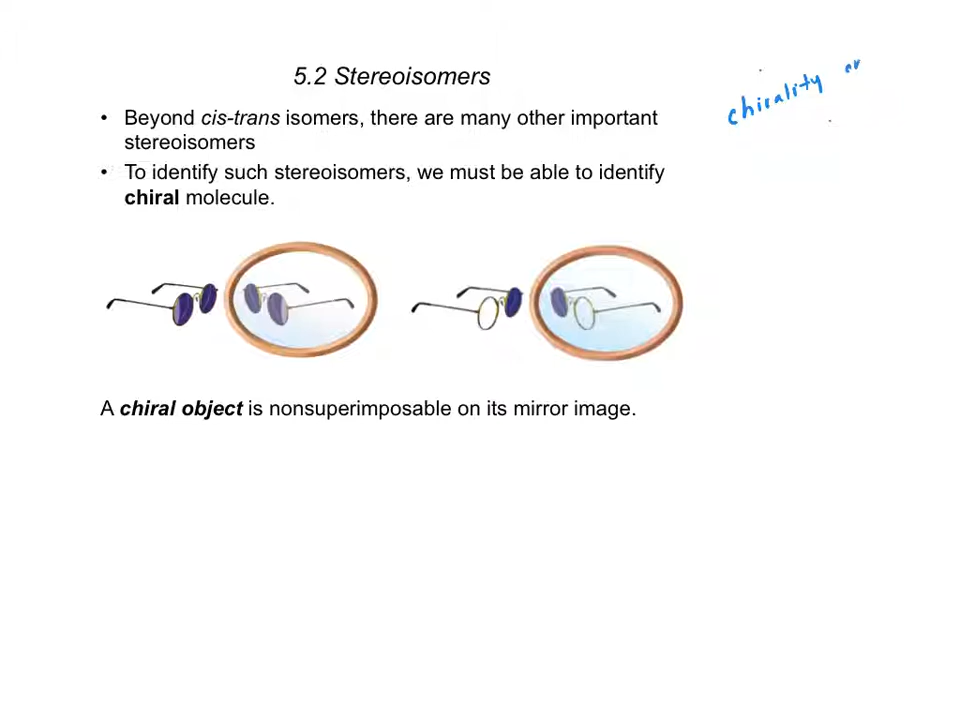 5.2 Stereoisomers
chirality or
• Beyond cis-trans isomers, there are many other important
stereoisomers
• To identify such stereoisomers, we must be able to identify
chiral molecule.
A chiral object is nonsuperimposable on its mirror image.